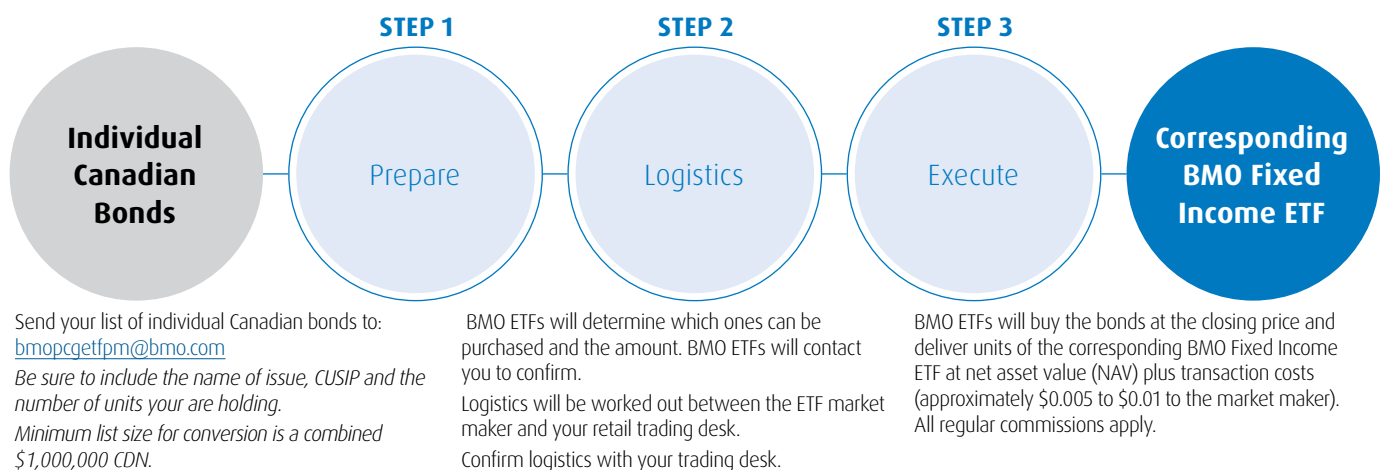 STEP 1
STEP 2
STEP 3
Individual
Canadian
Bonds
Prepare
Logistics
Execute
Corresponding
BMO Fixed
Income ETF
Send your list of individual Canadian bonds to:
bmopcgetfpm@bmo.com
Be sure to include the name of issue, CUSIP and the
number of units your are holding.
Minimum list size for conversion is a combined
$1,000,000 CDN.
BMO ETFs will determine which ones can be
purchased and the amount. BMO ETFs will contact
you to confirm.
Logistics will be worked out between the ETF market
maker and your retail trading desk.
Confirm logistics with your trading desk.
BMO ETFs will buy the bonds at the closing price and
deliver units of the corresponding BMO Fixed Income
ETF at net asset value (NAV) plus transaction costs
(approximately $0.005 to $0.01 to the market maker).
All regular commissions apply.